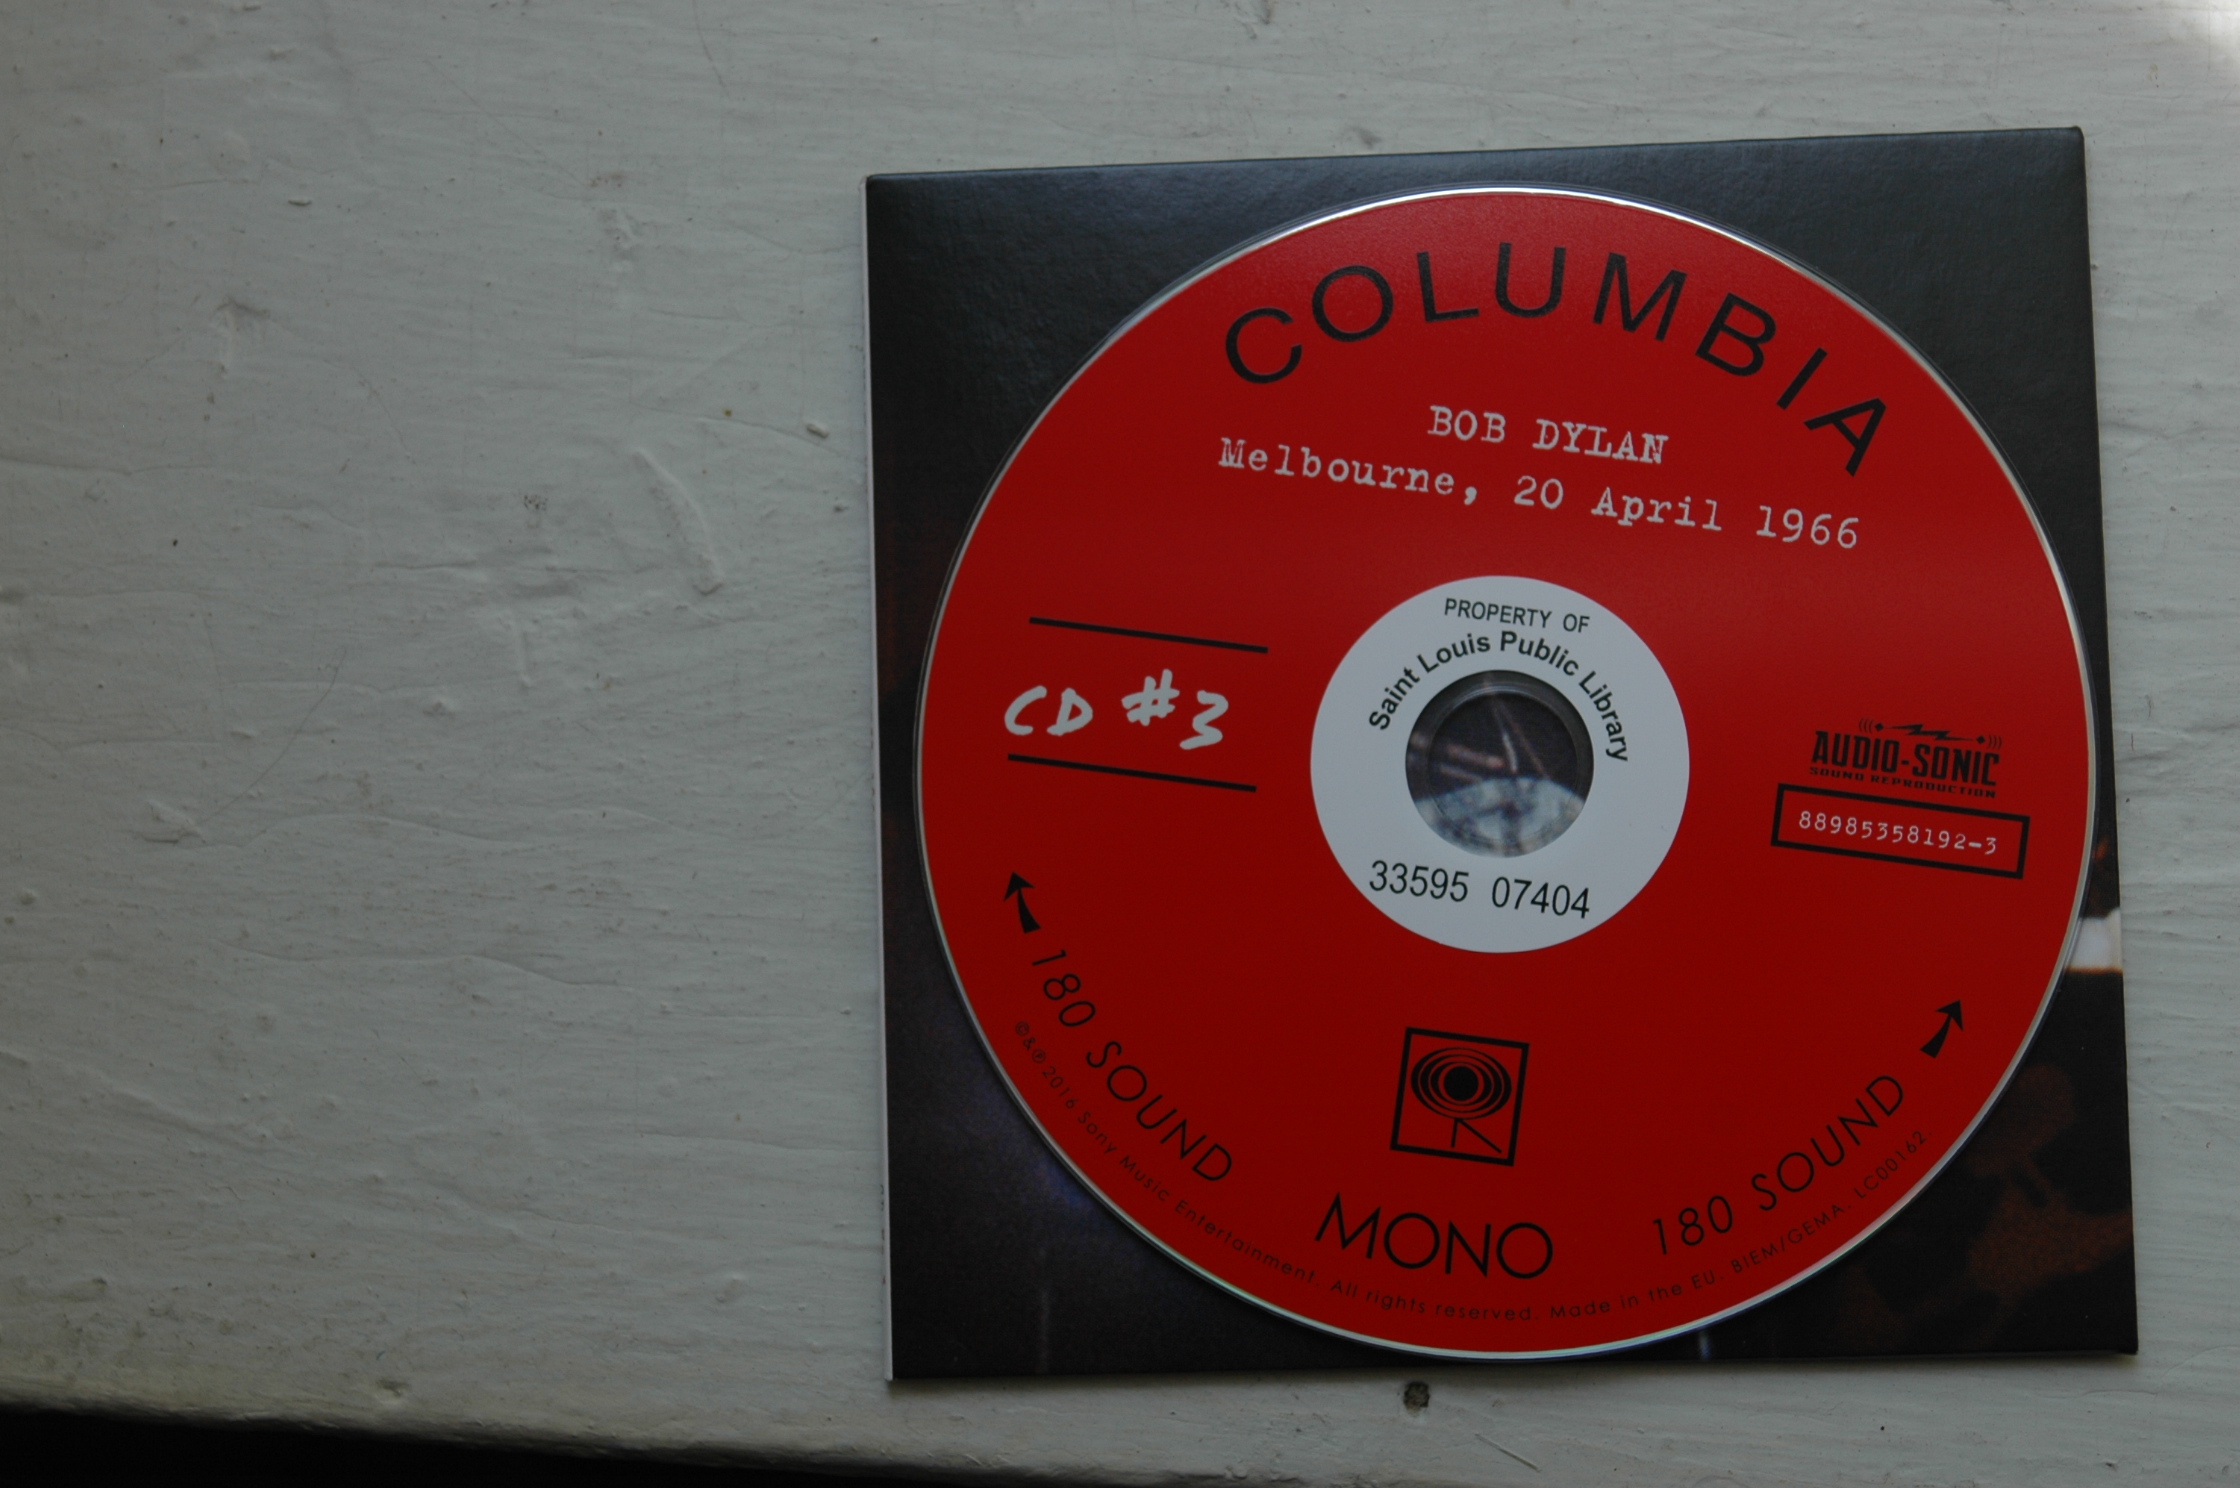 COLUMBIA
BOB DYLAN
Melbourne, 20 April 1966
PROPERTY OF
Saint Louis Public Library
CD #3
AUDIO-SONIC
SOUND REPRODUCTION
88985358192-3
33595 07404
180 SOUND
MONO
180 SOUND
©&℗ 2016 Sony Music Entertainment. All rights reserved. Made in the EU. BIEM/GEMA. LC00162.